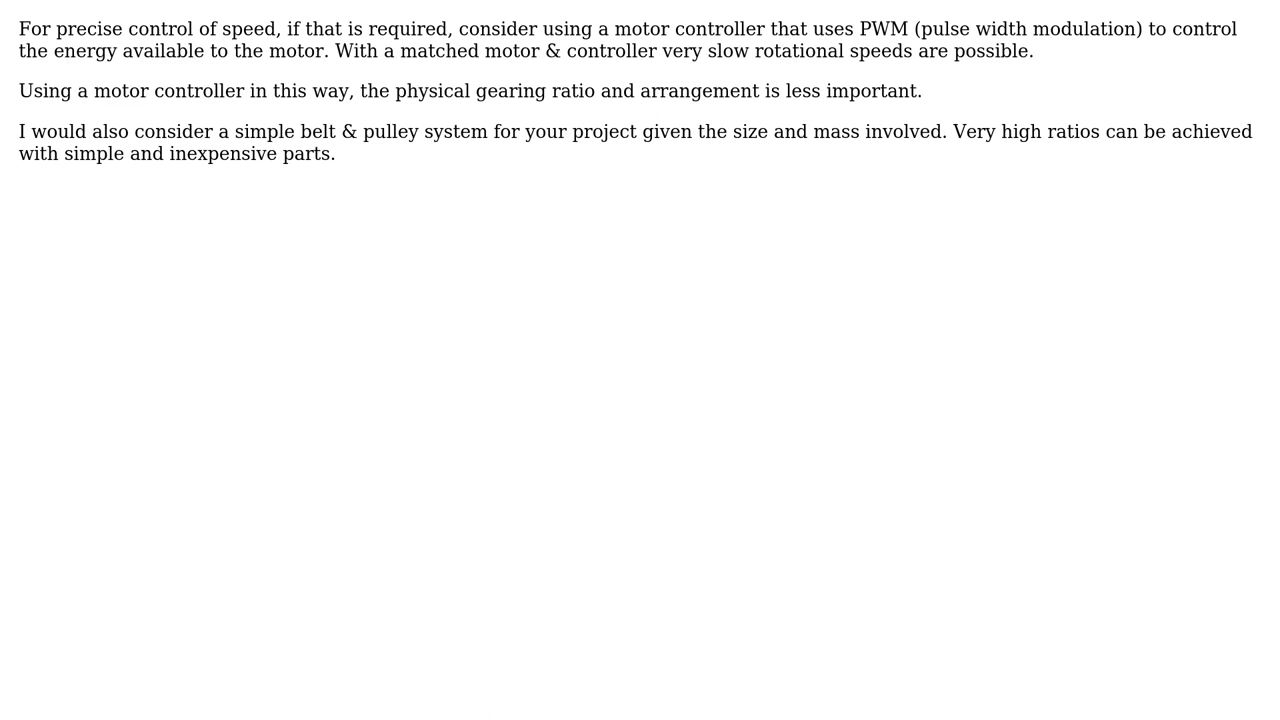 For precise control of speed, if that is required, consider using a motor controller that uses PWM (pulse width modulation) to control
the energy available to the motor. With a matched motor & controller very slow rotational speeds are possible.
Using a motor controller in this way, the physical gearing ratio and arrangement is less important.
I would also consider a simple belt & pulley system for your project given the size and mass involved. Very high ratios can be achieved
with simple and inexpensive parts.